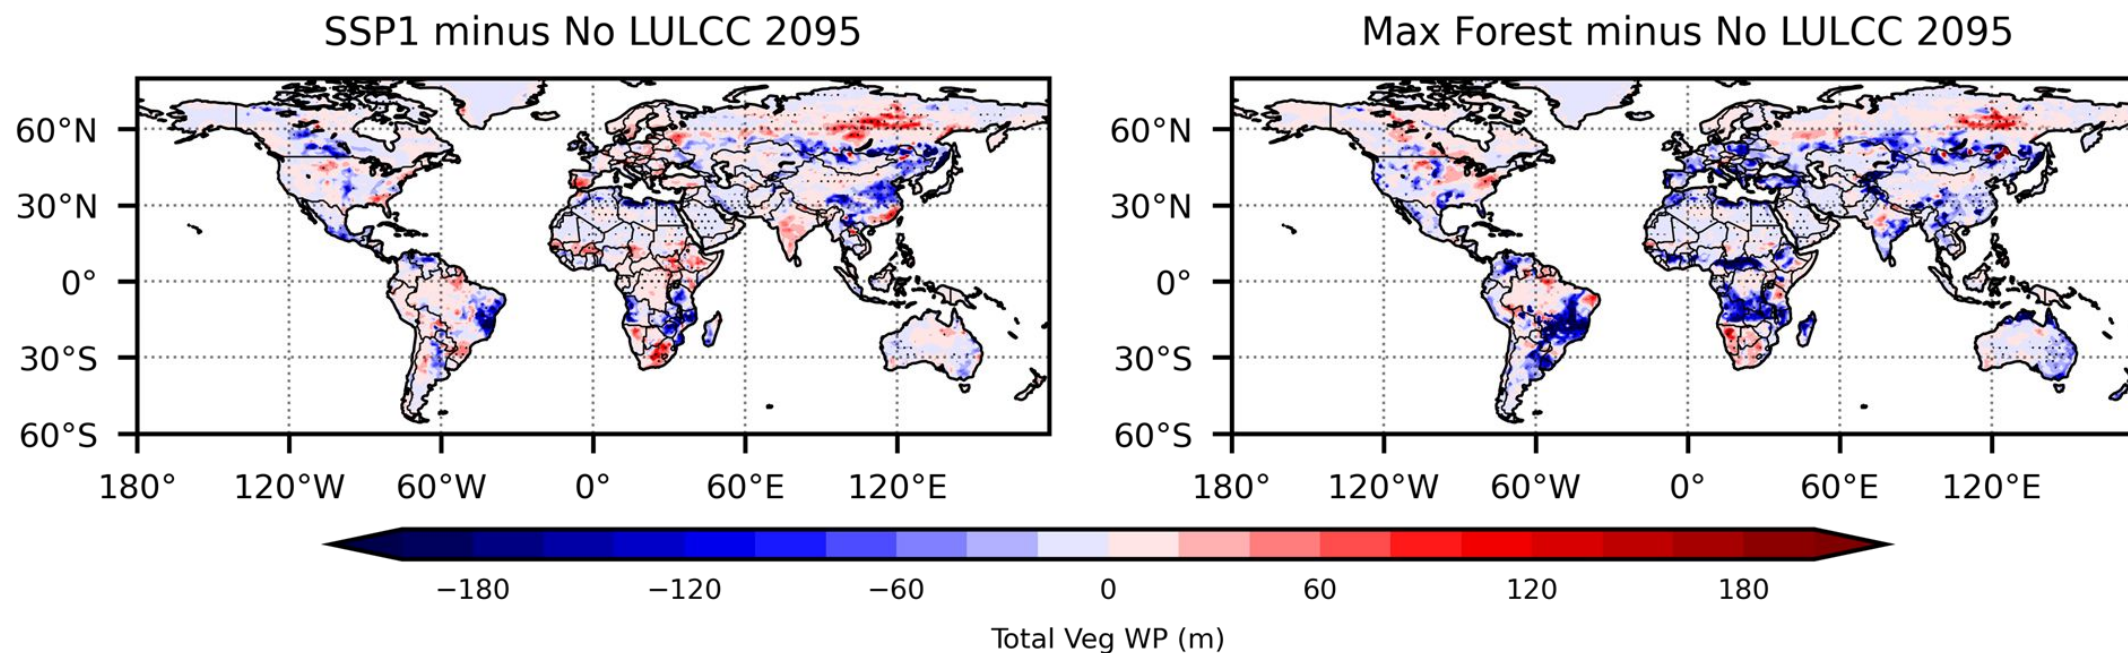 SSP1 minus No LULCC 2095
Max Forest minus No LULCC 2095
60°N
30°N
0°
30°S
60°S
180° 120°W 60°W 0° 60°E 120°E
60°N
30°N
0°
30°S
60°S
180° 120°W 60°W 0° 60°E 120°E
−180 −120 −60 0 60 120 180
Total Veg WP (m)